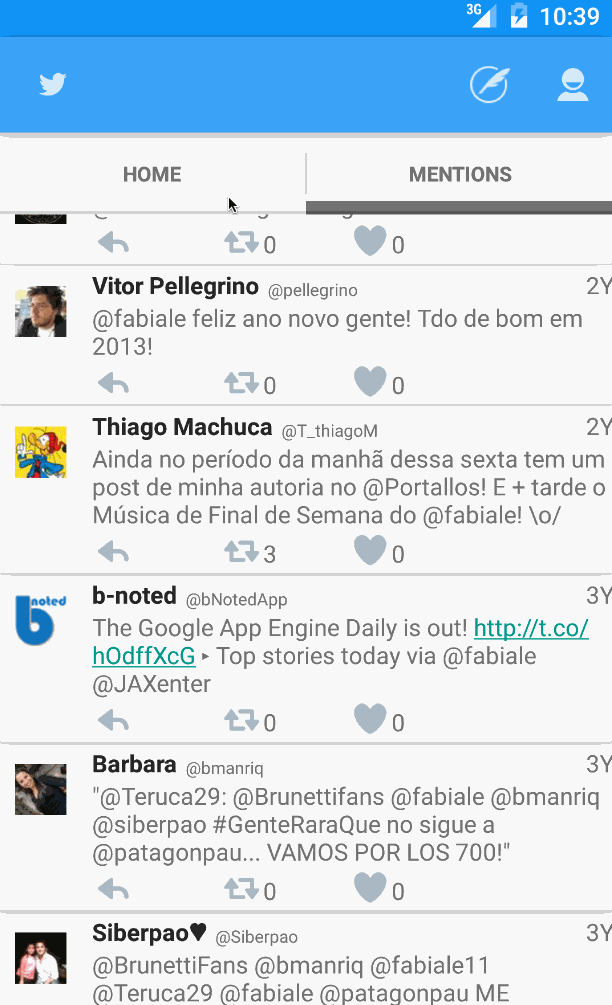 3G 10:39
HOME MENTIONS
0 0
Vitor Pellegrino @pellegrino 2Y
@fabiale feliz ano novo gente! Tdo de bom em
2013!
0 0
Thiago Machuca @T_thiagoM 2Y
Ainda no período da manhã dessa sexta tem um
post de minha autoria no @Portallos! E + tarde o
Música de Final de Semana do @fabiale! \o/
3 0
noted
b
b-noted @bNotedApp 3Y
The Google App Engine Daily is out! http://t.co/
hOdffXcG ‣ Top stories today via @fabiale
@JAXenter
0 0
Barbara @bmanriq 3Y
"@Teruca29: @Brunettifans @fabiale @bmanriq
@siberpao #GenteRaraQue no sigue a
@patagonpau... VAMOS POR LOS 700!"
0 0
Siberpao♥ @Siberpao 3Y
@BrunettiFans @bmanriq @fabiale11
@Teruca29 @fabiale @patagonpau ME